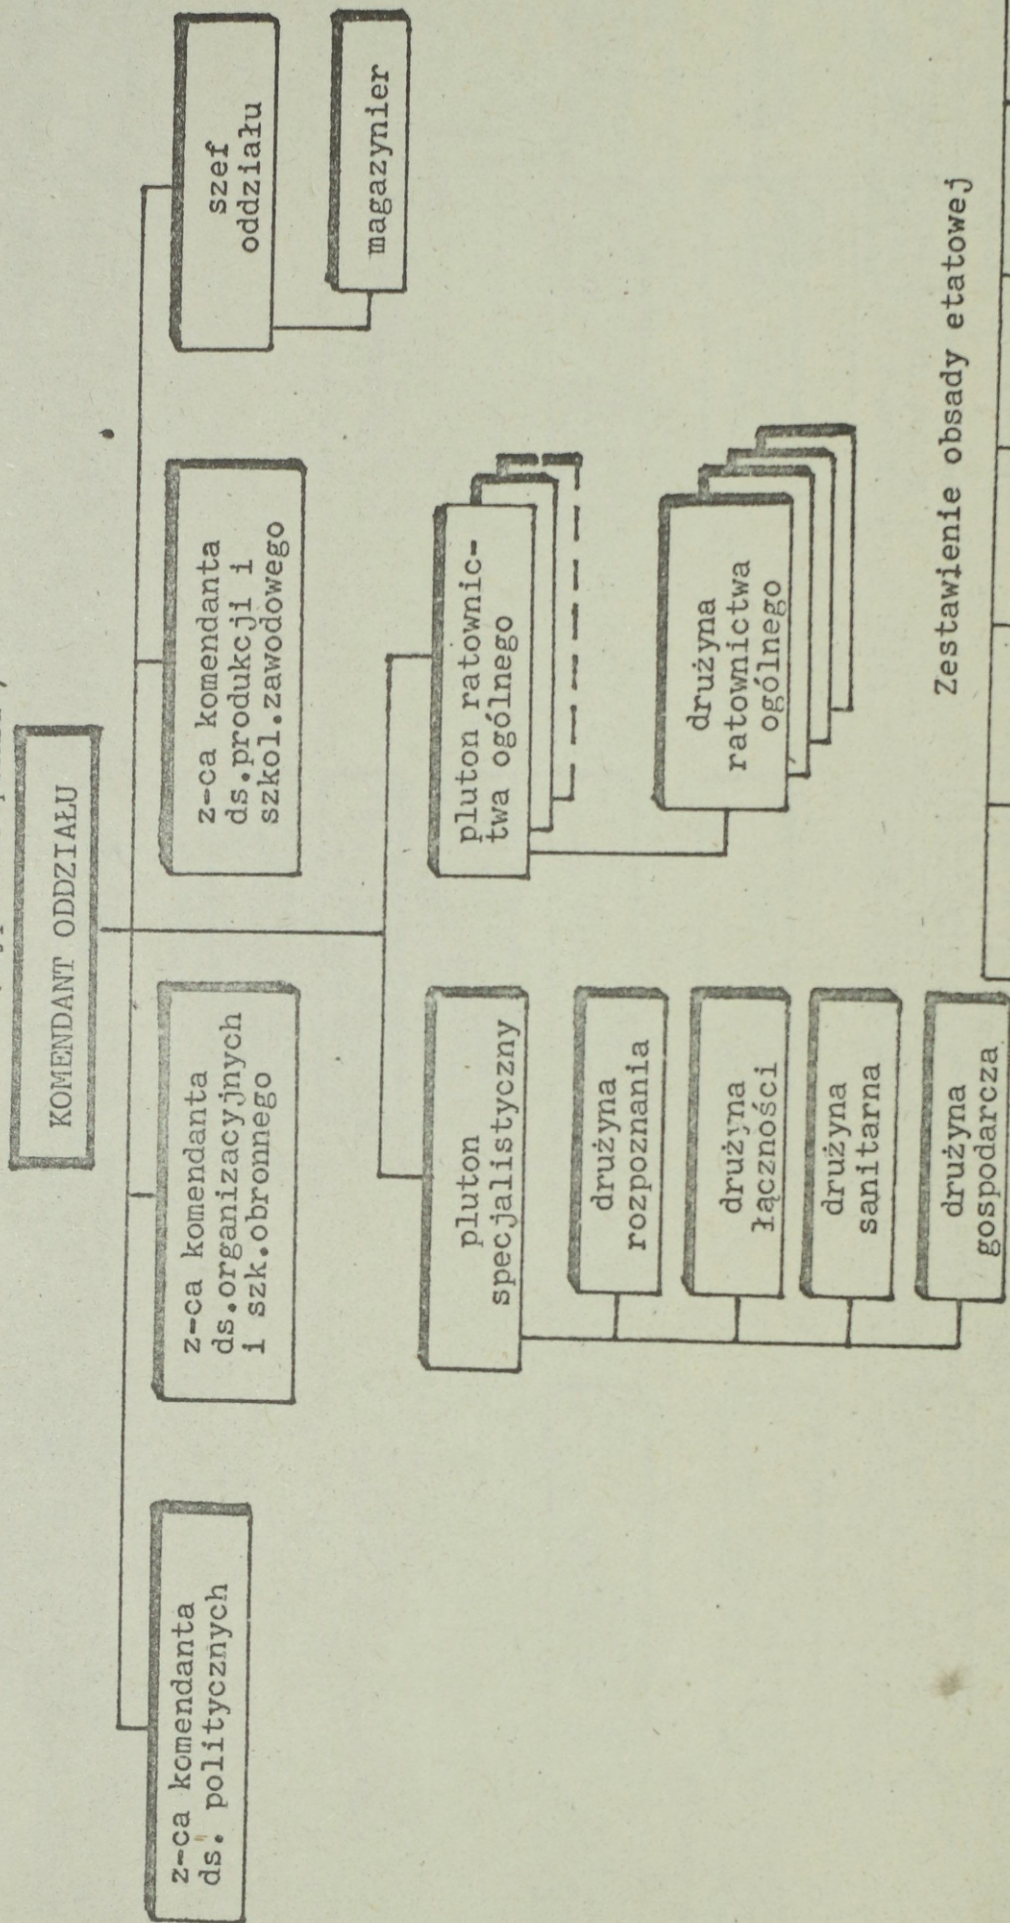 KOMENDANT ODDZIAŁU
z-ca komendanta
ds. politycznych
z-ca komendanta
ds.organizacyjnych
i szk.obronnego
z-ca komendanta
ds.produkcji i
szkol.zawodowego
szef
oddziału
magazynier
pluton
specjalistyczny
drużyna
rozpoznania
drużyna
łączności
drużyna
sanitarna
drużyna
gospodarcza
pluton ratownic-
twa ogólnego
drużyna
ratownictwa
ogólnego
Zestawienie obsady etatowej